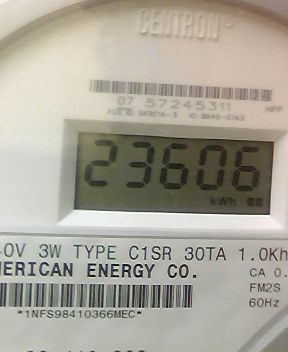 CENTRON
07 57245311
23606
kWh
0V 3W TYPE C1SR 30TA 1.0Kh
MERICAN ENERGY CO.
CA 0.
FM2S
60Hz
*1NFS98410366MEC*